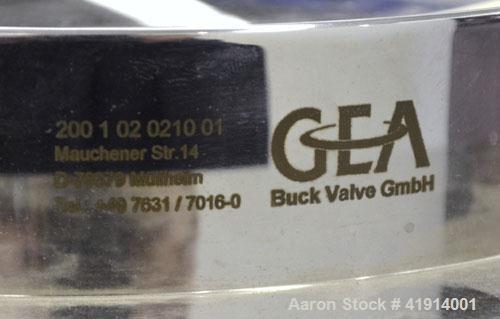 200 1 02 0210 01
Mauchener Str.14
D-79379 Müllheim
Tel.: +49 7631 / 7016-0
GEA
Buck Valve GmbH
Aaron Stock # 41914001